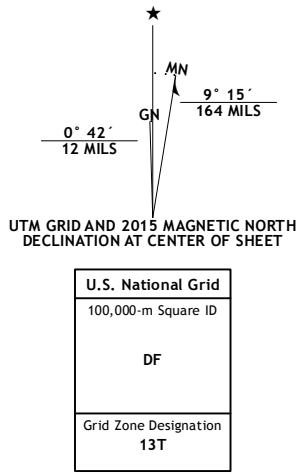 MN
GN
9° 15´
164 MILS
0° 42´
12 MILS
UTM GRID AND 2015 MAGNETIC NORTH
DECLINATION AT CENTER OF SHEET
U.S. National Grid
100,000-m Square ID
DF
Grid Zone Designation
13T